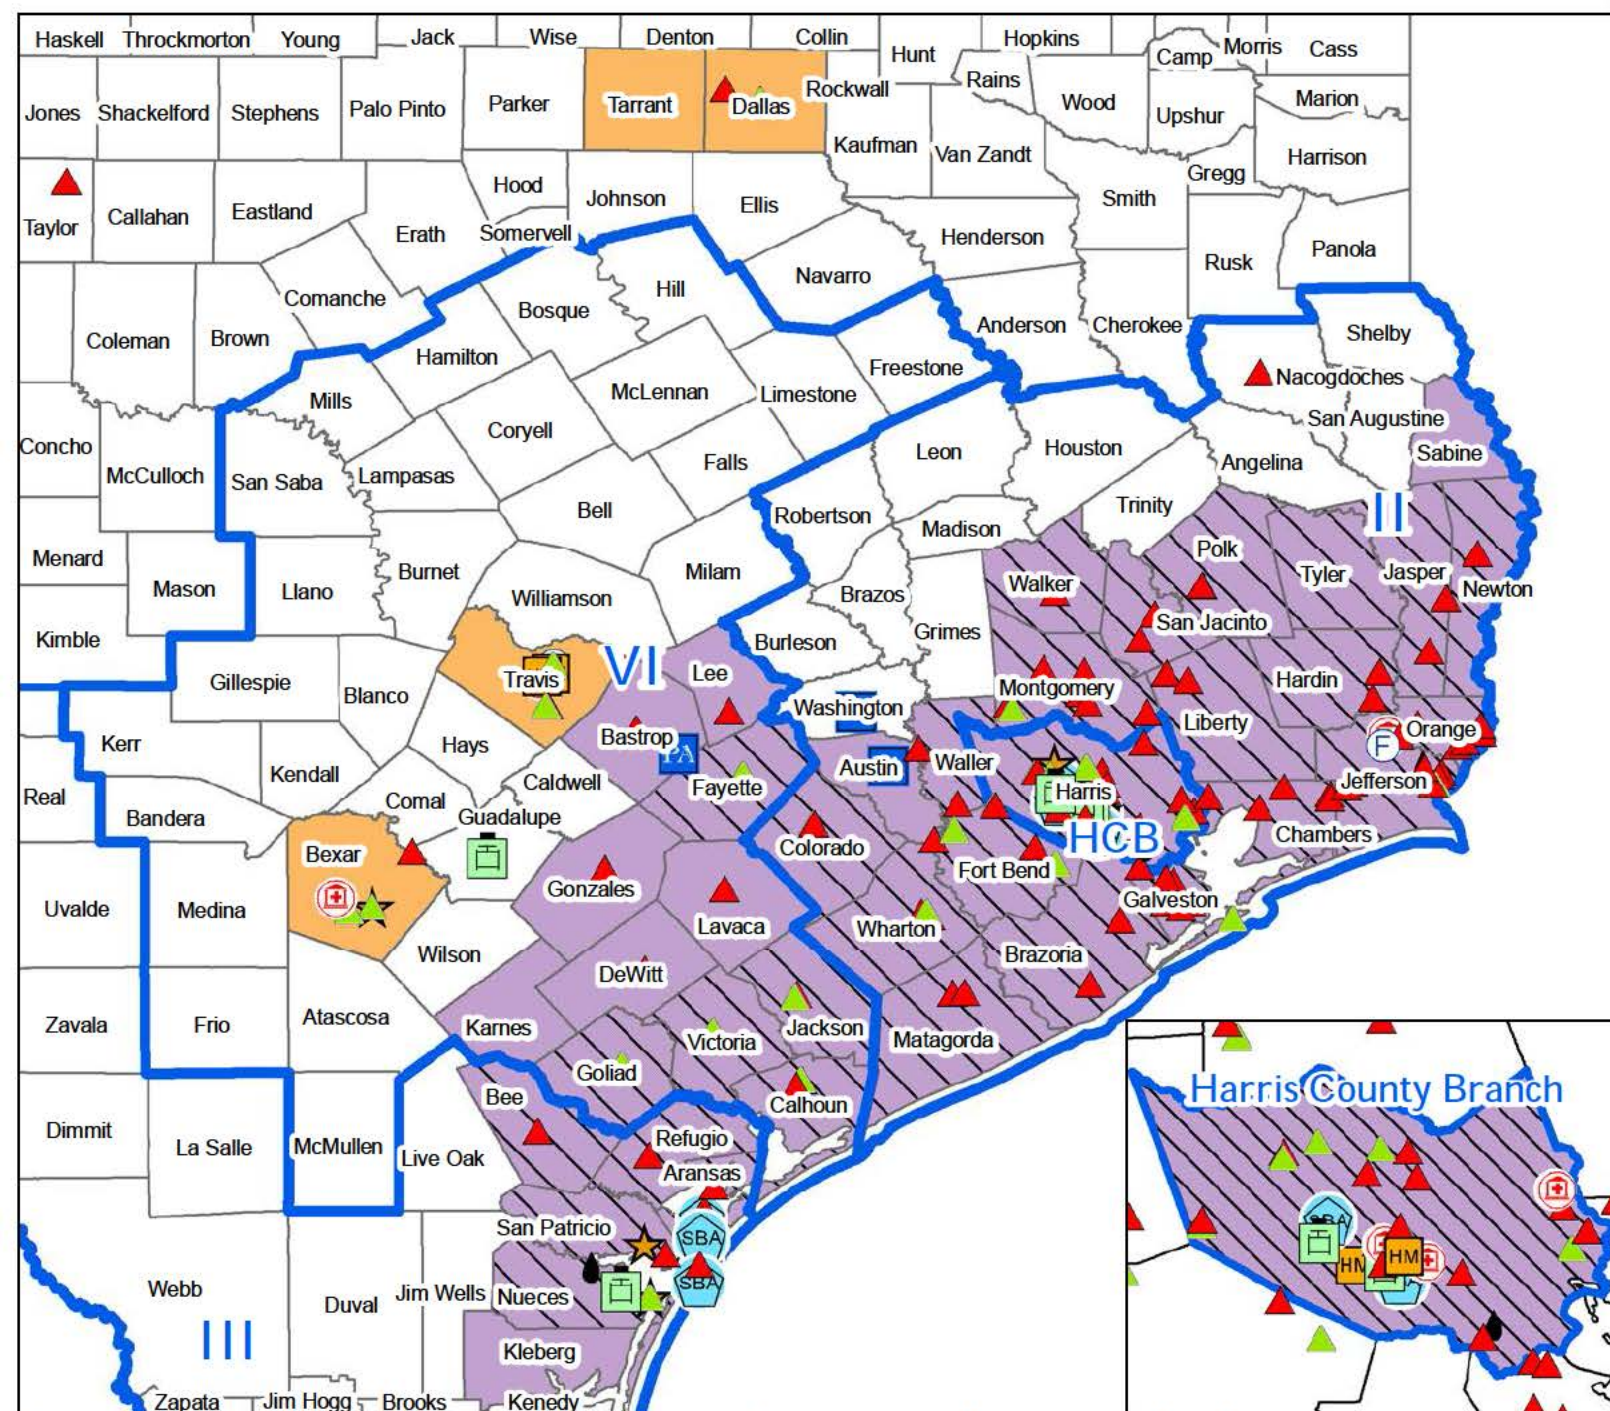 Haskell Throckmorton Young Jack Wise Denton Collin Hunt Hopkins Camp Morris Cass
Jones Shackelford Stephens Palo Pinto Parker Tarrant Dallas Rockwall Rains Wood Upshur Marion
Kaufman Van Zandt Gregg Harrison
Taylor Callahan Eastland Erath Hood Somervell Johnson Ellis Henderson Smith Rusk Panola
Coleman Brown Comanche Bosque Hill Navarro Anderson Cherokee Shelby
Hamilton McLennan Limestone Freestone Nacogdoches
Mills Coryell San Augustine
Concho McCulloch San Saba Lampasas Falls Leon Houston Angelina Sabine
Bell Robertson Madison Trinity II
Menard Mason Llano Burnet Williamson Milam Brazos Walker Polk Tyler Jasper Newton
Kimble Gillespie Blanco Travis VI Lee Burleson Grimes San Jacinto
Washington Montgomery Liberty Hardin Orange
F
Kerr Kendall Hays Bastrop PA Austin Waller Harris Jefferson
Real Bandera Comal Caldwell Guadalupe Fayette Colorado HCB Chambers
Uvalde Medina Bexar Gonzales Lavaca Wharton Fort Bend Galveston
Wilson DeWitt Brazoria
Zavala Frio Atascosa Karnes Goliad Victoria Jackson Matagorda
Dimmit La Salle McMullen Live Oak Bee Refugio Calhoun
Aransas
San Patricio SBA
Webb Duval Jim Wells Nueces SBA
III Kleberg
Zapata Jim Hogg Brooks Kenedy
Harris County Branch
SBA
HM HM